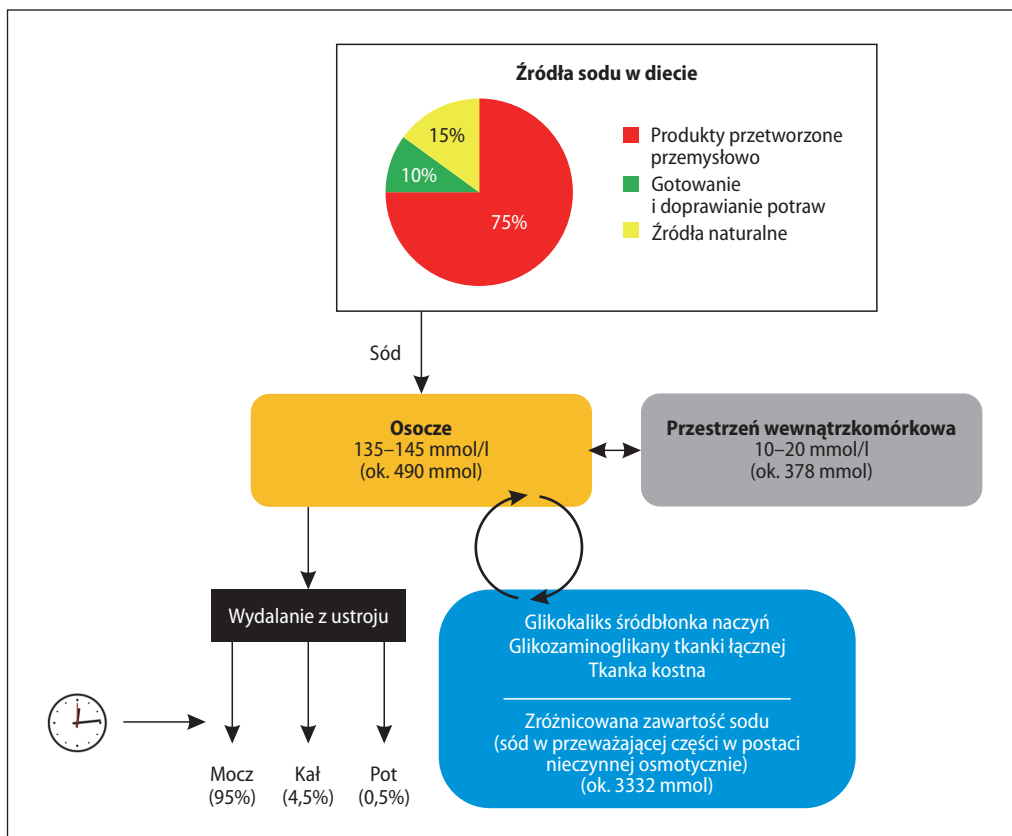 Źródła sodu w diecie
15%
10%
75%
Produkty przetworzone
przemysłowo
Gotowanie
i doprawianie potraw
Źródła naturalne
Sód
Osocze
135–145 mmol/l
(ok. 490 mmol)
Przestrzeń wewnątrzkomórkowa
10–20 mmol/l
(ok. 378 mmol)
Wydalanie z ustroju
Glikokaliks śródbłonka naczyń
Glikozaminoglikany tkanki łącznej
Tkanka kostna
Zróżnicowana zawartość sodu
(sód w przeważającej części w postaci
nieczynnej osmotycznie)
(ok. 3332 mmol)
Mocz
(95%)
Kał
(4,5%)
Pot
(0,5%)